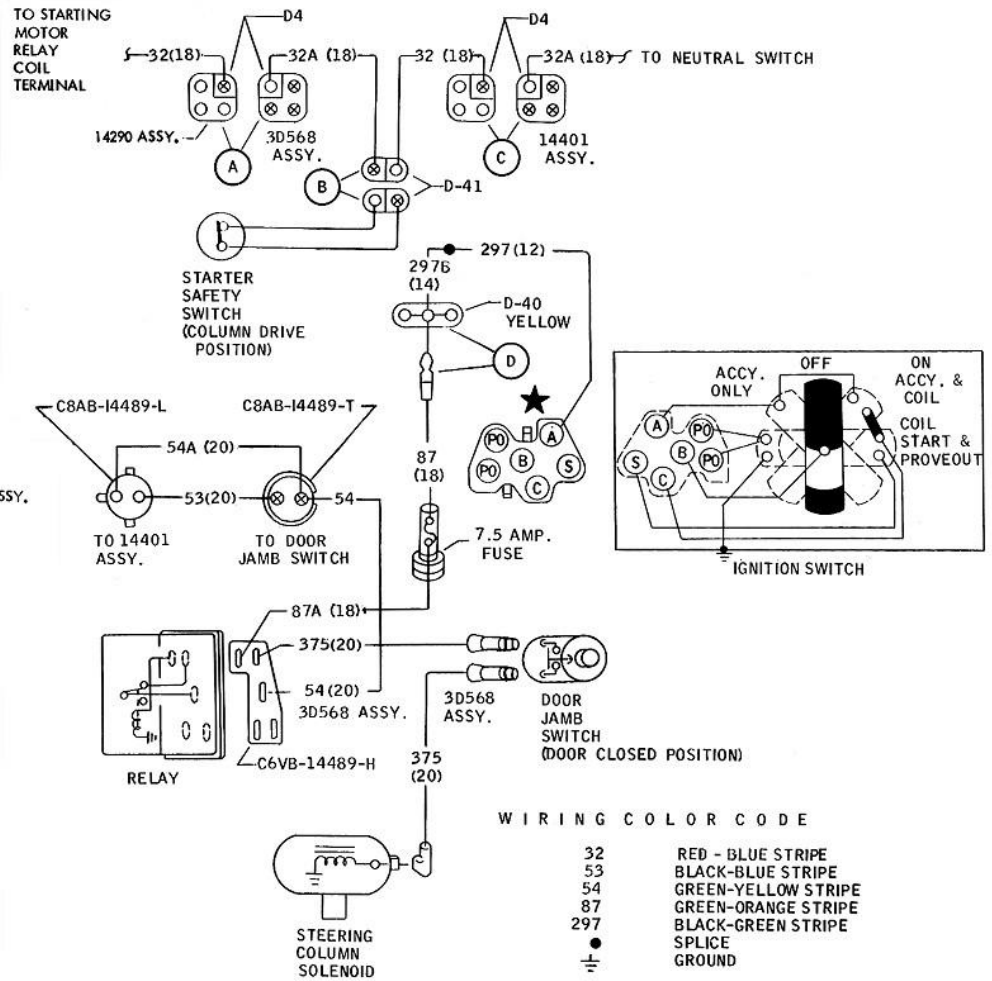 TO STARTING
MOTOR
RELAY
COIL
TERMINAL
D4
D4
32(18)
32A (18)
32 (18)
32A (18)
TO NEUTRAL SWITCH
14290 ASSY.
3D568
ASSY.
14401
ASSY.
A
B
C
D-41
STARTER
SAFETY
SWITCH
(COLUMN DRIVE
POSITION)
297(12)
297B
(14)
D-40
YELLOW
D
C8AB-14489-L
C8AB-14489-T
54A (20)
53(20)
54
SSY.
TO 14401
ASSY.
TO DOOR
JAMB SWITCH
87
(18)
7.5 AMP.
FUSE
PO
A
PO
B
S
C
ACCY.
ONLY
OFF
ON
ACCY. &
COIL
COIL
START &
PROVEOUT
A
PO
B
PO
S
C
IGNITION SWITCH
87A (18)
375(20)
54(20)
3D568 ASSY.
C6VB-14489-H
RELAY
3D568
ASSY.
DOOR
JAMB
SWITCH
(DOOR CLOSED POSITION)
375
(20)
STEERING
COLUMN
SOLENOID
WIRING COLOR CODE
32 RED - BLUE STRIPE
53 BLACK-BLUE STRIPE
54 GREEN-YELLOW STRIPE
87 GREEN-ORANGE STRIPE
297 BLACK-GREEN STRIPE
SPLICE
GROUND